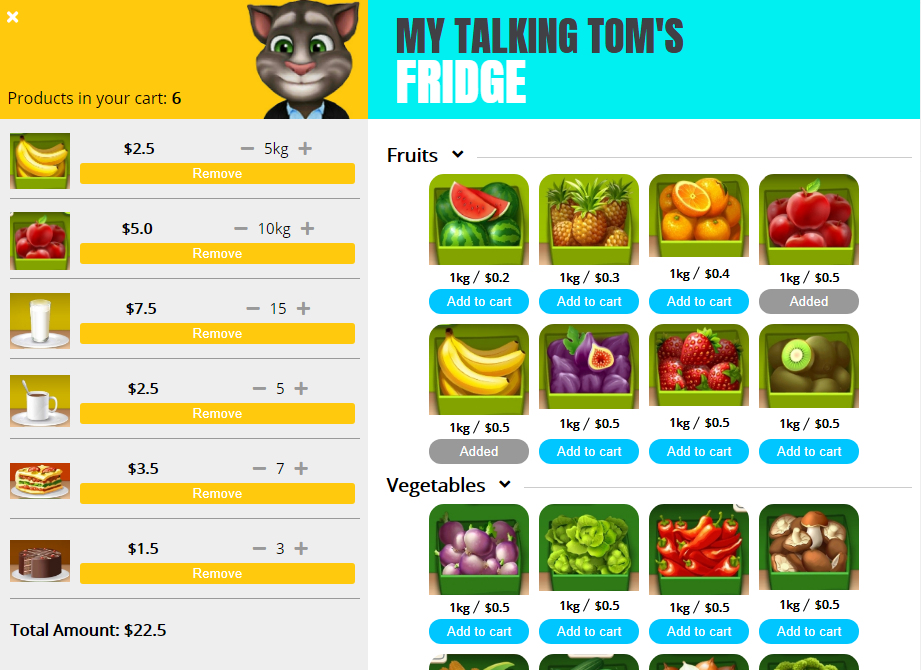 Products in your cart: 6
$2.5 5kg
Remove
$5.0 10kg
Remove
$7.5 15
Remove
$2.5 5
Remove
$3.5 7
Remove
$1.5 3
Remove
Total Amount: $22.5
MY TALKING TOM'S
FRIDGE
Fruits
1kg / $0.2 1kg / $0.3 1kg / $0.4 1kg / $0.5
Add to cart Add to cart Add to cart Added
1kg / $0.5 1kg / $0.5 1kg / $0.5 1kg / $0.5
Added Add to cart Add to cart Add to cart
Vegetables
1kg / $0.5 1kg / $0.5 1kg / $0.5 1kg / $0.5
Add to cart Add to cart Add to cart Add to cart